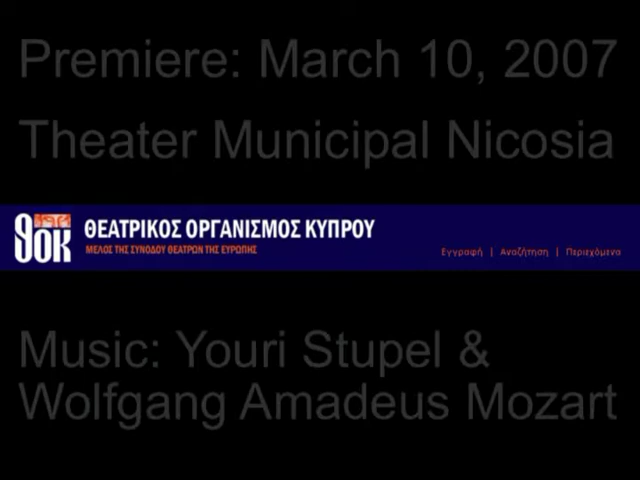 Premiere: March 10, 2007
Theater Municipal Nicosia
θοκ
ΘΕΑΤΡΙΚΟΣ ΟΡΓΑΝΙΣΜΟΣ ΚΥΠΡΟΥ
ΜΕΛΟΣ ΤΗΣ ΣΥΝΟΔΟΥ ΘΕΑΤΡΩΝ ΤΗΣ ΕΥΡΩΠΗΣ
Εγγραφή | Αναζήτηση | Περιεχόμενα
Music: Youri Stupel &
Wolfgang Amadeus Mozart